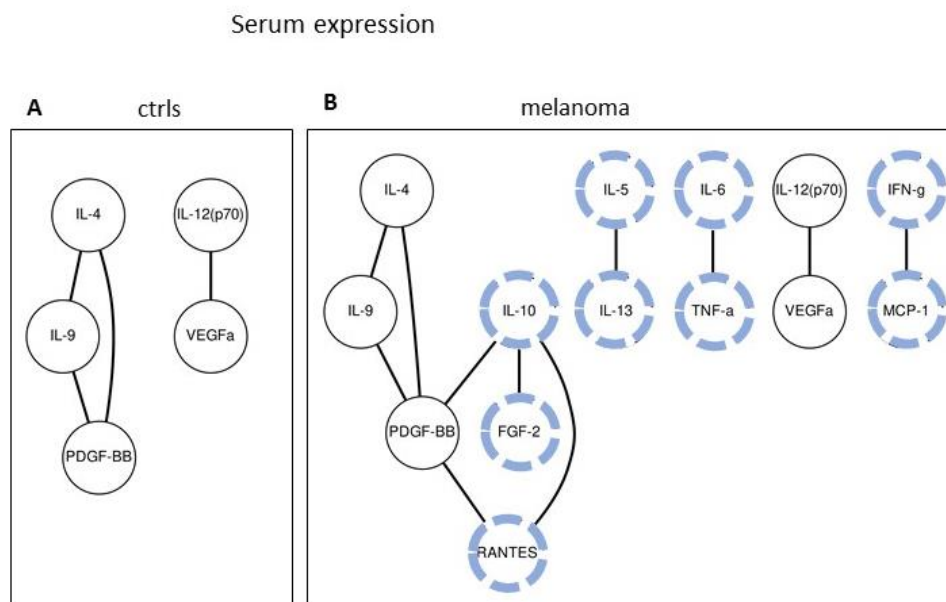 Serum expression
A ctrls
IL-4
IL-12(p70)
IL-9
VEGFa
PDGF-BB
B melanoma
IL-4
IL-5
IL-6
IL-12(p70)
IFN-g
IL-9
IL-10
IL-13
TNF-a
VEGFa
MCP-1
PDGF-BB
FGF-2
RANTES